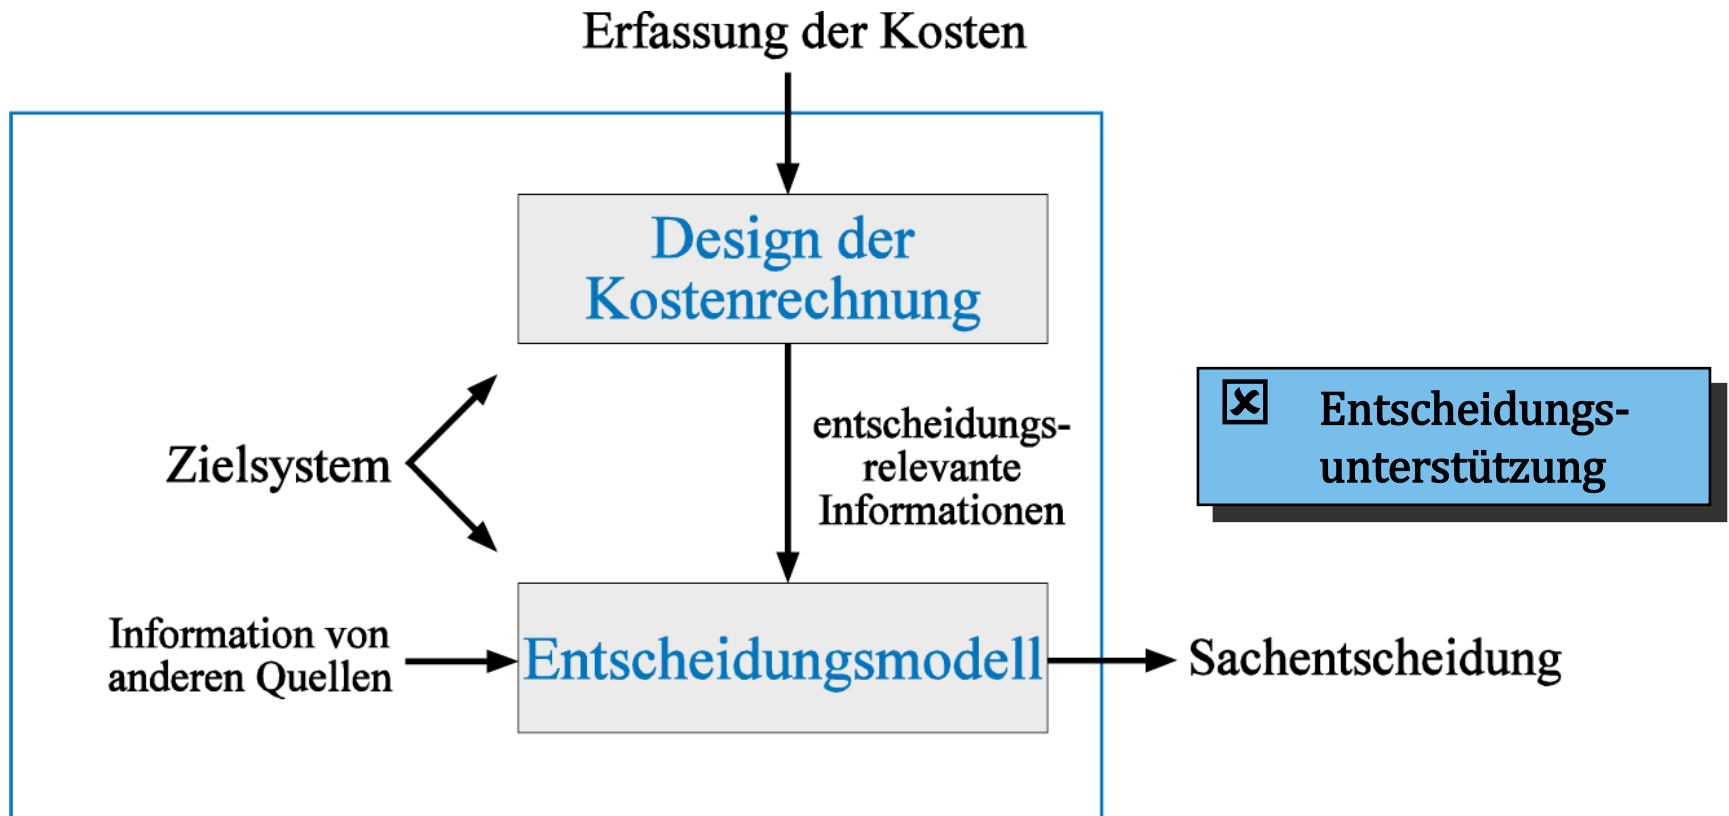 Erfassung der Kosten
Design der
Kostenrechnung
entscheidungs-
relevante
Informationen
Zielsystem
Entscheidungs-
unterstützung
Information von
anderen Quellen
Entscheidungsmodell
Sachentscheidung